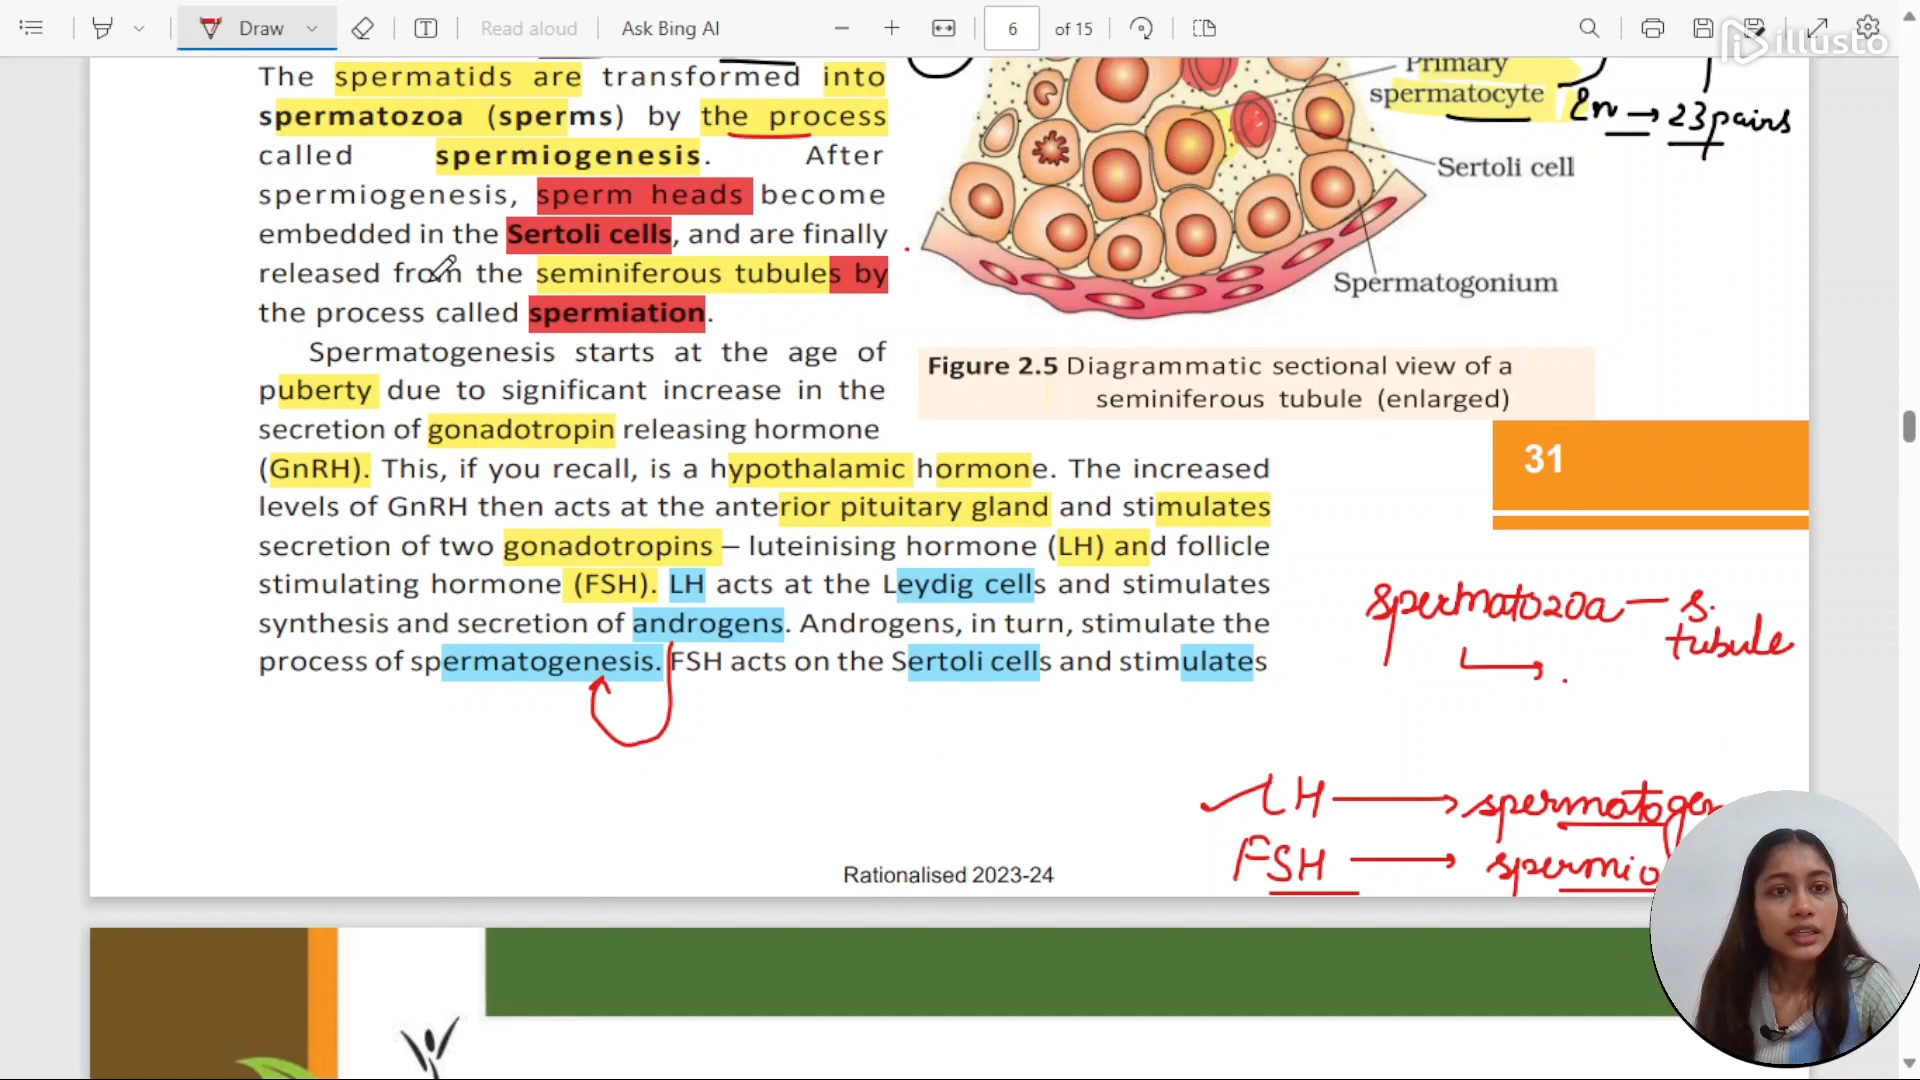 Draw
Read aloud
Ask Bing AI
6
of 15
illusto
The spermatids are transformed into
spermatozoa (sperms) by the process
called spermiogenesis. After
spermiogenesis, sperm heads become
embedded in the Sertoli cells, and are finally
released from the seminiferous tubules by
the process called spermiation.
Spermatogenesis starts at the age of
puberty due to significant increase in the
secretion of gonadotropin releasing hormone
(GnRH). This, if you recall, is a hypothalamic hormone. The increased
levels of GnRH then acts at the anterior pituitary gland and stimulates
secretion of two gonadotropins – luteinising hormone (LH) and follicle
stimulating hormone (FSH). LH acts at the Leydig cells and stimulates
synthesis and secretion of androgens. Androgens, in turn, stimulate the
process of spermatogenesis. FSH acts on the Sertoli cells and stimulates
Primary
spermatocyte
2n → 23 pairs
Sertoli cell
Spermatogonium
Figure 2.5 Diagrammatic sectional view of a
seminiferous tubule (enlarged)
31
spermatozoa — s.
tubule
LH → spermatogen
FSH → spermio
Rationalised 2023-24